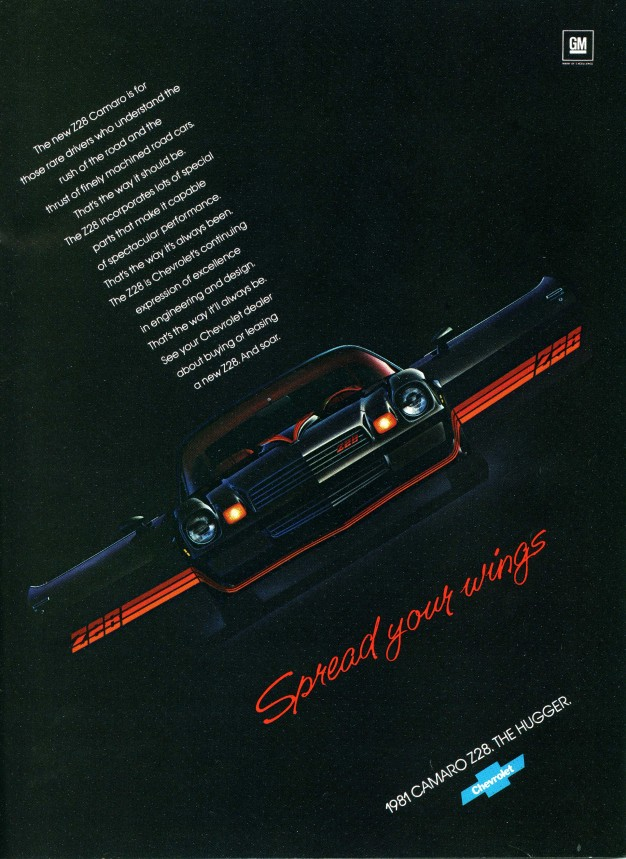 GM
The new Z28 Camaro is for
those rare drivers who understand the
rush of the road and the
thrust of finely machined road cars.
That's the way it should be.
The Z28 incorporates lots of special
parts that make it capable
of spectacular performance.
That's the way it's always been.
The Z28 is Chevrolet's continuing
expression of excellence
in engineering and design.
That's the way it'll always be.
See your Chevrolet dealer
about buying or leasing
a new Z28. And soar.
Z28
Z28
Z28
Spread your wings
1981 CAMARO Z28. THE HUGGER.
Chevrolet